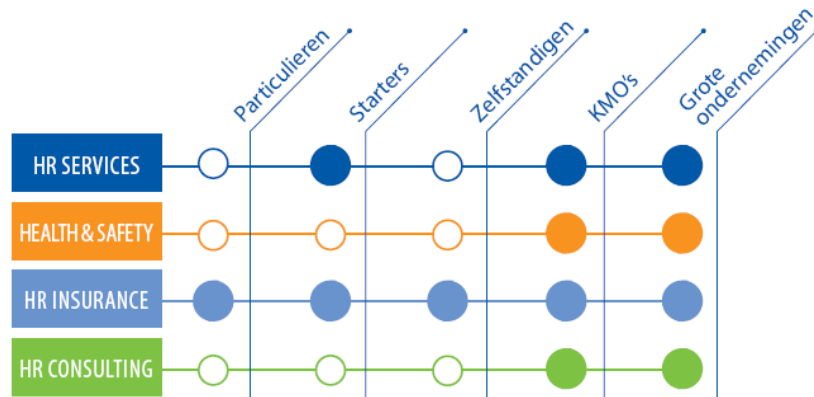 Particulieren
Starters
Zelfstandigen
KMO's
Grote
ondernemingen
HR SERVICES
HEALTH & SAFETY
HR INSURANCE
HR CONSULTING